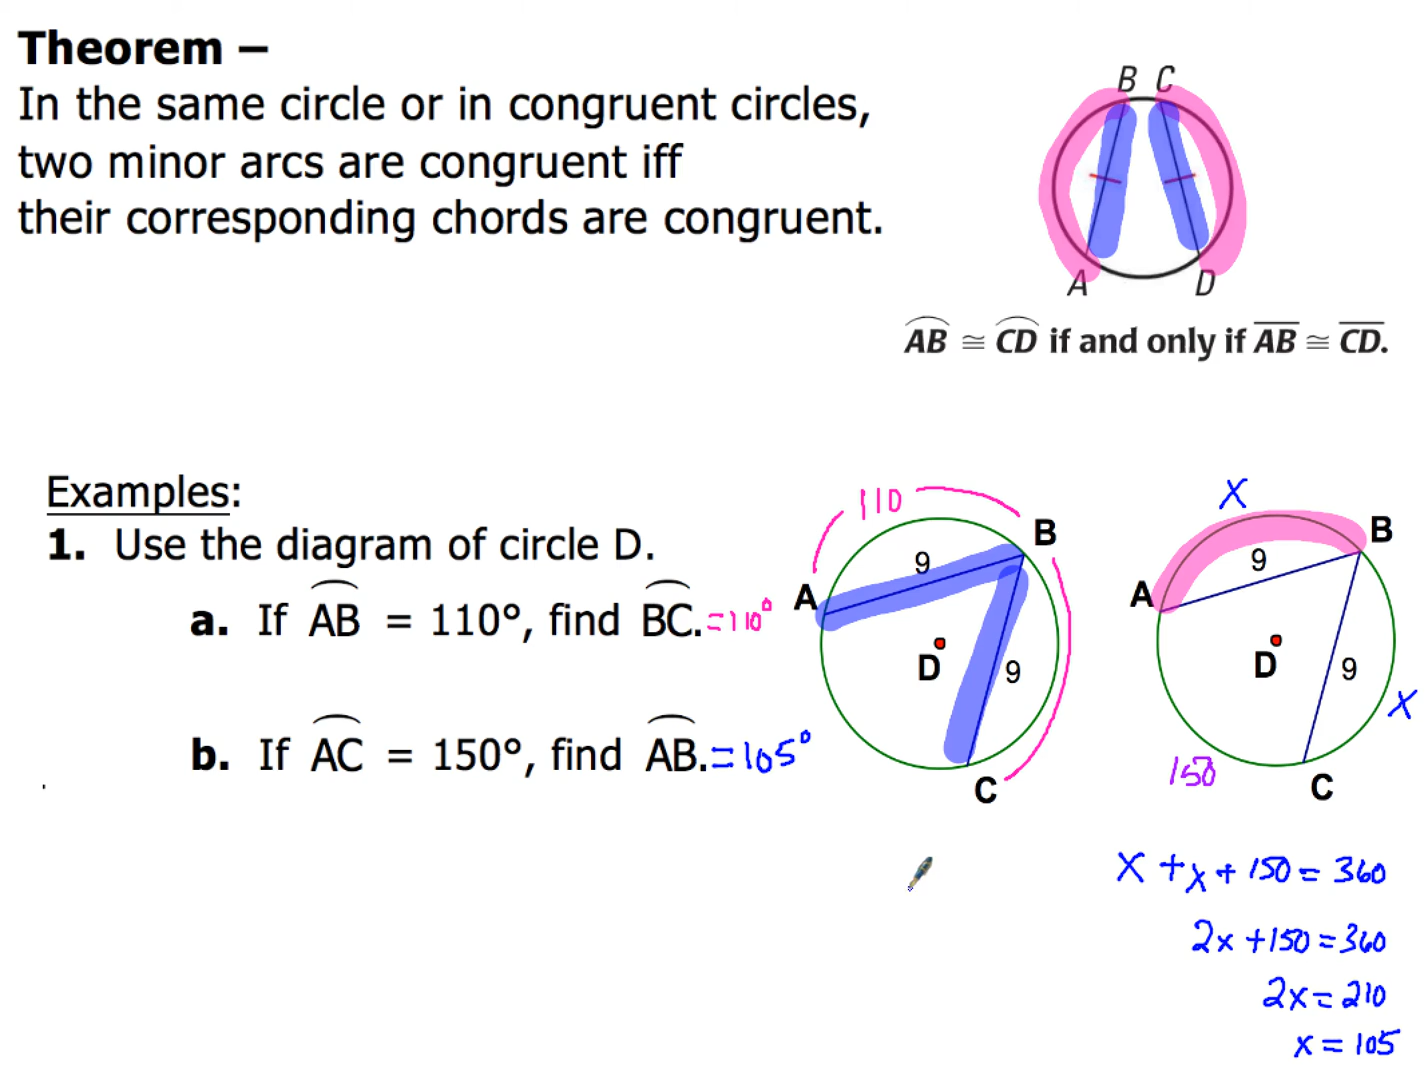 Theorem –
In the same circle or in congruent circles,
two minor arcs are congruent iff
their corresponding chords are congruent.
B C
A D
AB ≅ CD if and only if AB ≅ CD.
Examples:
1. Use the diagram of circle D.
a. If AB = 110°, find BC. =110°
b. If AC = 150°, find AB. =105°
110
B
9
A
D
9
C
X
B
9
A
D
9
X
150
C
x + x + 150 = 360
2x + 150 = 360
2x = 210
x = 105